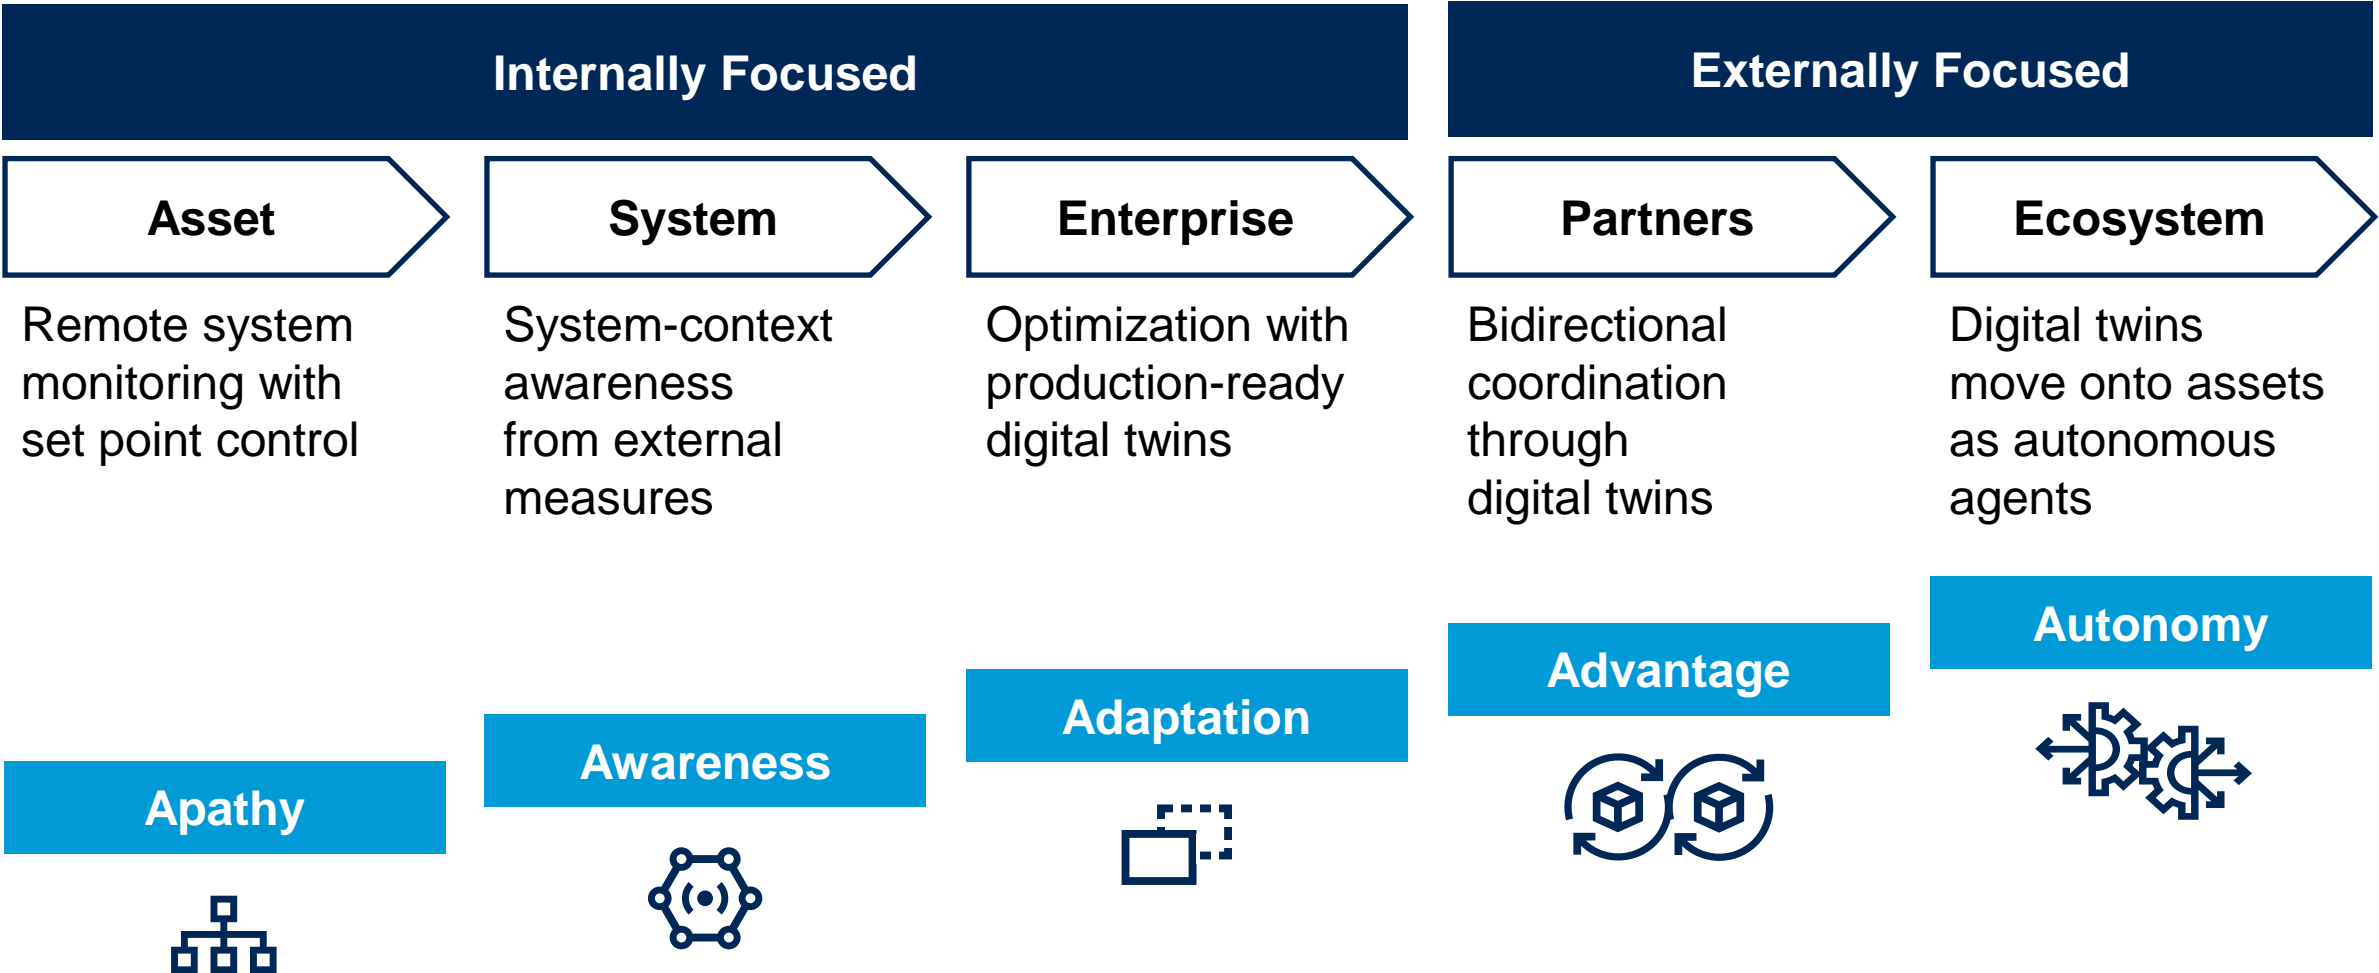 Internally Focused
Externally Focused
Asset
System
Enterprise
Partners
Ecosystem
Remote system
monitoring with
set point control
System-context
awareness
from external
measures
Optimization with
production-ready
digital twins
Bidirectional
coordination
through
digital twins
Digital twins
move onto assets
as autonomous
agents
Apathy
Awareness
Adaptation
Advantage
Autonomy